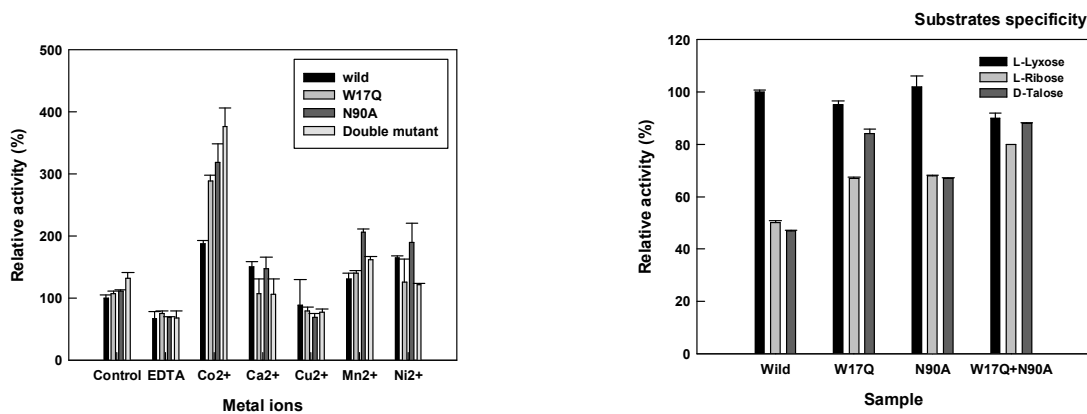 500
400
300
200
100
0
Relative activity (%)
wild
W17Q
N90A
Double mutant
Control EDTA Co2+ Ca2+ Cu2+ Mn2+ Ni2+
Metal ions
Substrates specificity
120
100
80
60
40
20
0
Relative activity (%)
L-Lyxose
L-Ribose
D-Talose
Wild W17Q N90A W17Q+N90A
Sample